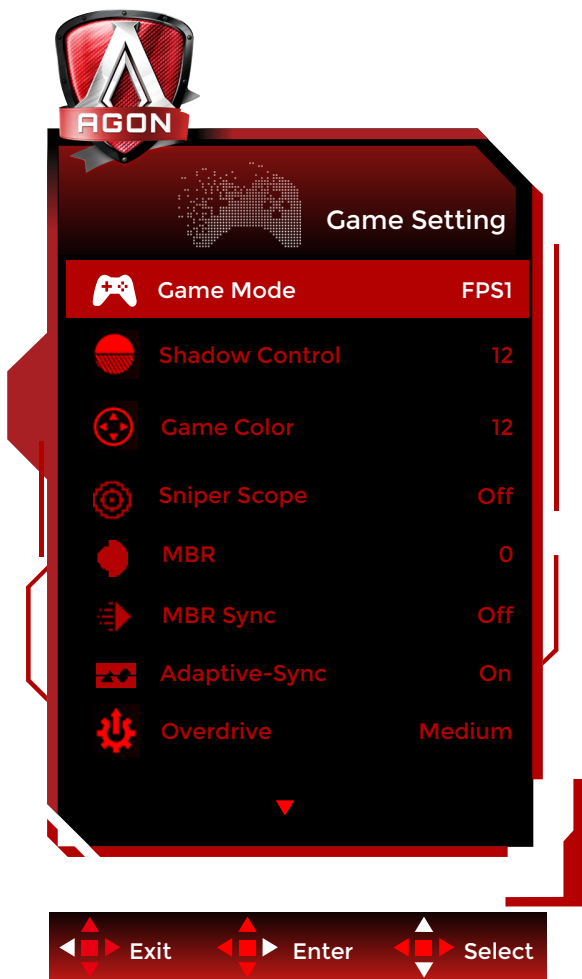 AGON
Game Setting
Game Mode FPS1
Shadow Control 12
Game Color 12
Sniper Scope Off
MBR 0
MBR Sync Off
Adaptive-Sync On
Overdrive Medium
Exit Enter Select